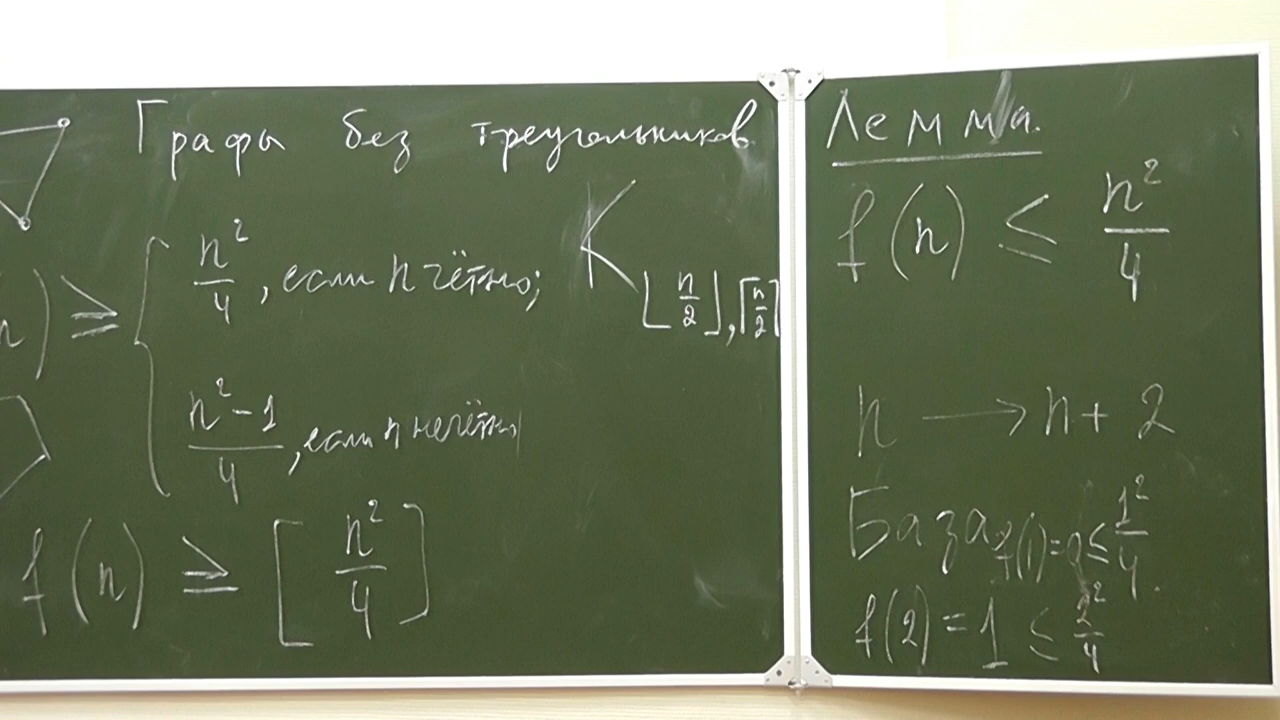 Графы без треугольников
n) ≥ { n²/4, если n чётно;
(n²-1)/4, если n нечётно
K⌊n/2⌋,⌈n/2⌉
f(n) ≥ [n²/4]
Лемма.
f(n) ≤ n²/4
n → n+2
База f(1)=0≤1²/4.
f(2)=1≤2²/4